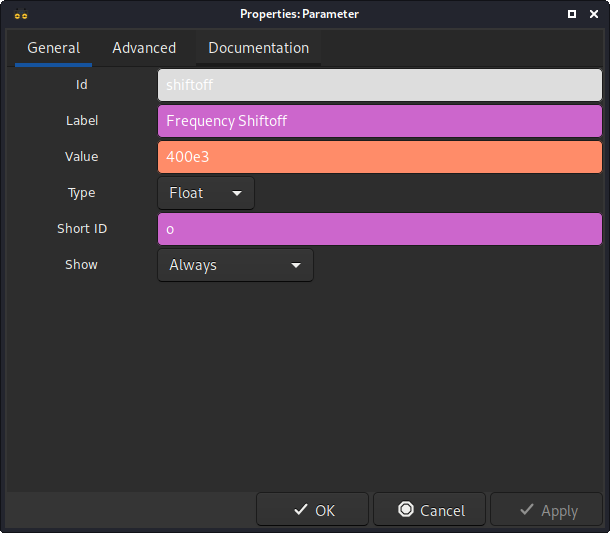 Properties: Parameter
General Advanced Documentation
Id shiftoff
Label Frequency Shiftoff
Value 400e3
Type Float
Short ID o
Show Always
OK Cancel Apply